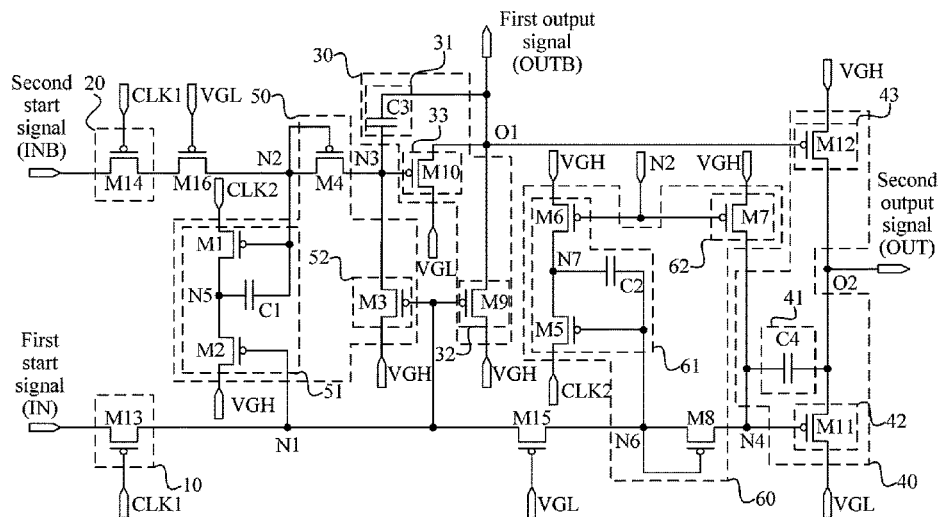 First output
signal
(OUTB)
30
31
VGH
43
Second
start
signal
(INB)
20
CLK1
VGL
50
C3
33
O1
M12
N2
N3
M10
VGH
N2
VGH
M14
M16
M4
CLK2
M6
M7
Second
output
signal
(OUT)
M1
52
VGL
N7
62
O2
N5
C1
M3
M9
C2
41
M5
C4
First
start
signal
(IN)
M2
32
VGH
51
VGH
VGH
CLK2
61
M13
M15
M8
M11
42
N1
N6
N4
10
CLK1
VGL
60
VGL
40